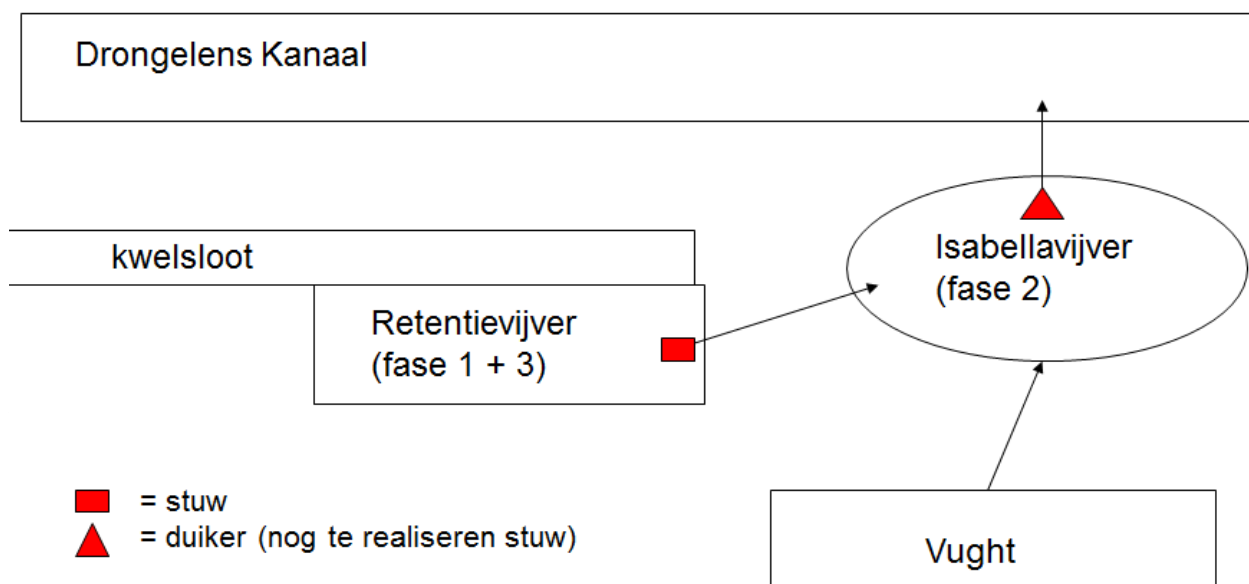 Drongelens Kanaal
Isabellavijver
(fase 2)
kwelsloot
Retentievijver
(fase 1 + 3)
= stuw
= duiker (nog te realiseren stuw)
Vught